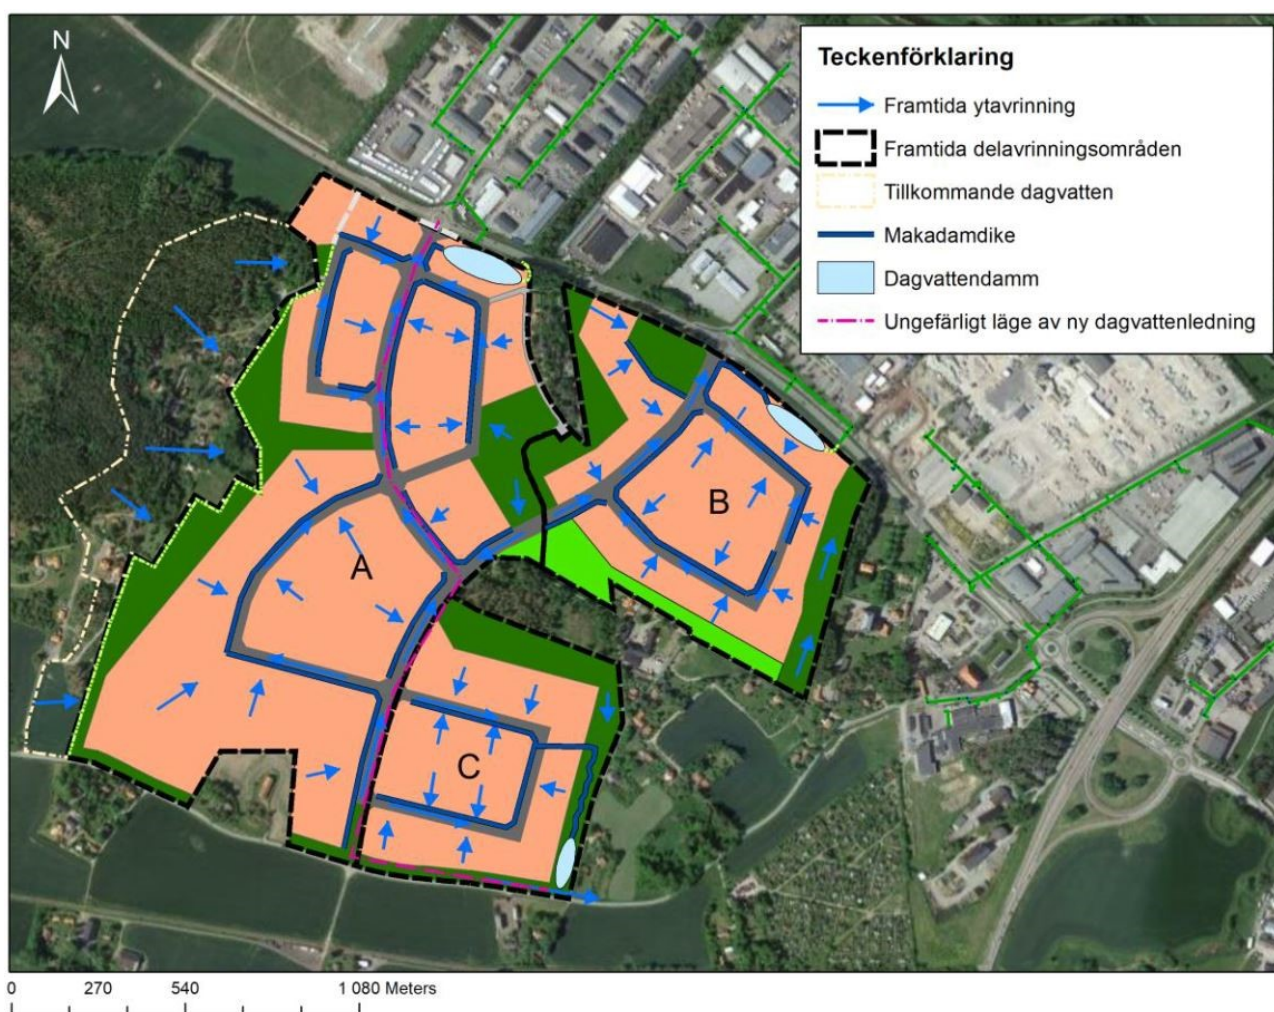 N
Teckenförklaring
Framtida ytavrinning
Framtida delavrinningsområden
Tillkommande dagvatten
Makadamdike
Dagvattendamm
Ungefärligt läge av ny dagvattenledning
A
B
C
0 270 540 1 080 Meters